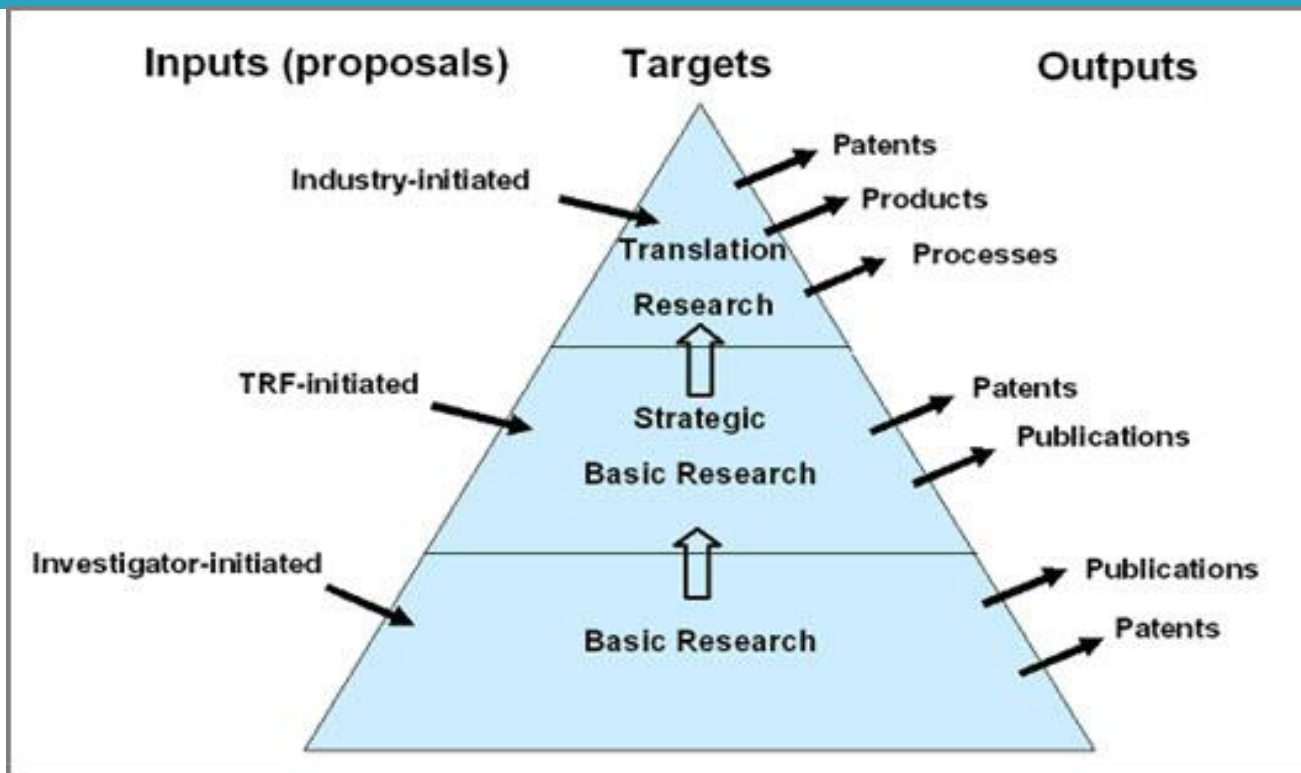 Inputs (proposals)
Targets
Outputs
Industry-initiated
Translation
Research
Patents
Products
Processes
TRF-initiated
Strategic
Basic Research
Patents
Publications
Investigator-initiated
Basic Research
Publications
Patents